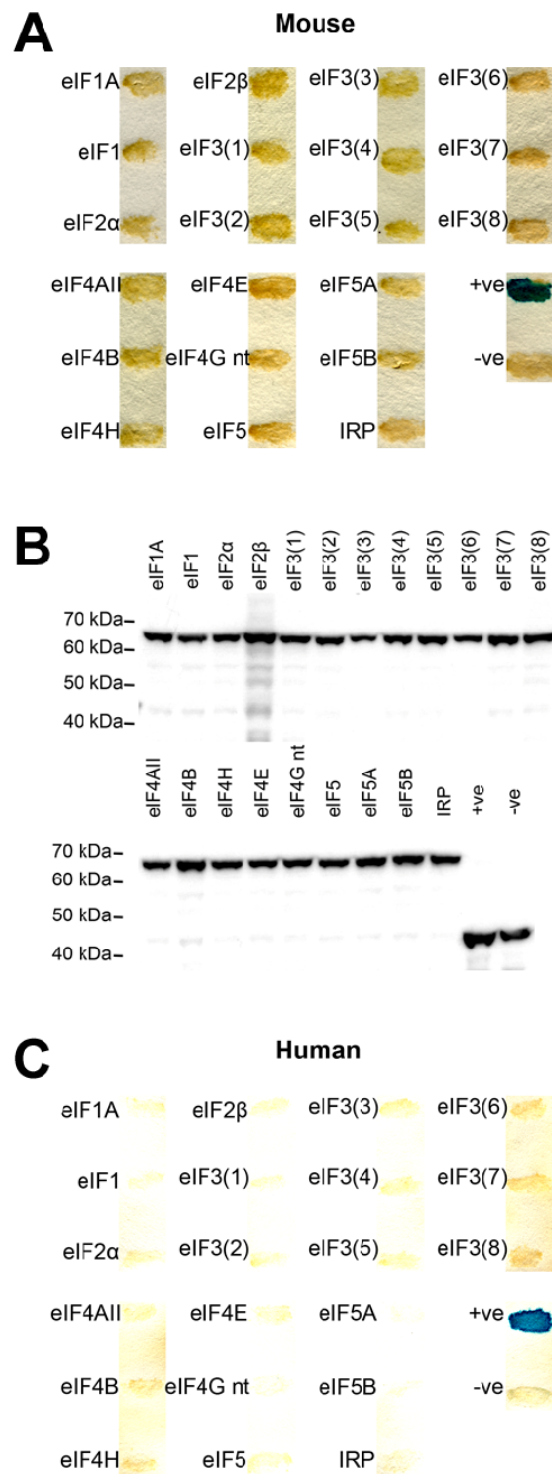 A
Mouse
eIF1A eIF2β eIF3(3) eIF3(6)
eIF1 eIF3(1) eIF3(4) eIF3(7)
eIF2α eIF3(2) eIF3(5) eIF3(8)
eIF4AII eIF4E eIF5A +ve
eIF4B eIF4G nt eIF5B -ve
eIF4H eIF5 IRP
B
eIF1A eIF1 eIF2α eIF2β eIF3(1) eIF3(2) eIF3(3) eIF3(4) eIF3(5) eIF3(6) eIF3(7) eIF3(8)
70 kDa–
60 kDa–
50 kDa–
40 kDa–
eIF4AII eIF4B eIF4H eIF4E eIF4G nt eIF5 eIF5A eIF5B IRP +ve -ve
70 kDa–
60 kDa–
50 kDa–
40 kDa–
C
Human
eIF1A eIF2β eIF3(3) eIF3(6)
eIF1 eIF3(1) eIF3(4) eIF3(7)
eIF2α eIF3(2) eIF3(5) eIF3(8)
eIF4AII eIF4E eIF5A +ve
eIF4B eIF4G nt eIF5B -ve
eIF4H eIF5 IRP